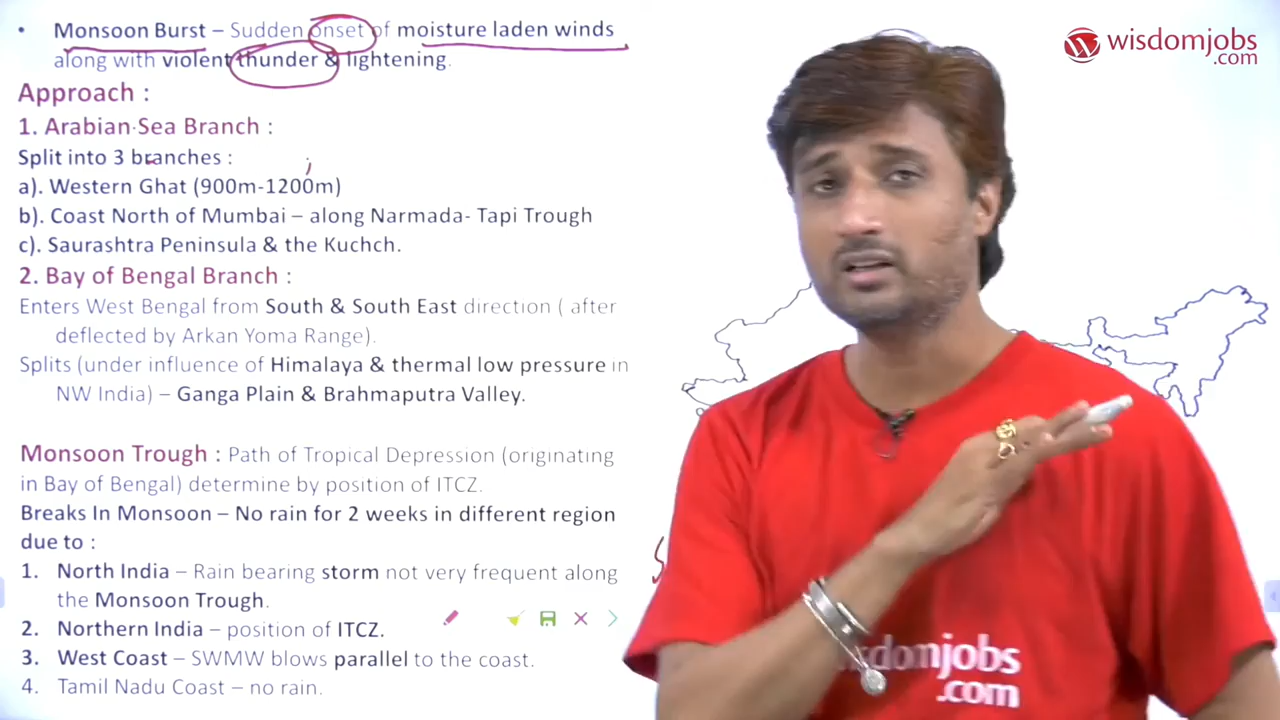 • Monsoon Burst – Sudden onset of moisture laden winds
along with violent thunder & lightening.
Approach :
1. Arabian Sea Branch :
Split into 3 branches :
a). Western Ghat (900m-1200m)
b). Coast North of Mumbai – along Narmada- Tapi Trough
c). Saurashtra Peninsula & the Kuchch.
2. Bay of Bengal Branch :
Enters West Bengal from South & South East direction ( after
deflected by Arkan Yoma Range).
Splits (under influence of Himalaya & thermal low pressure in
NW India) – Ganga Plain & Brahmaputra Valley.
Monsoon Trough : Path of Tropical Depression (originating
in Bay of Bengal) determine by position of ITCZ.
Breaks In Monsoon – No rain for 2 weeks in different region
due to :
1. North India – Rain bearing storm not very frequent along
the Monsoon Trough.
2. Northern India – position of ITCZ.
3. West Coast – SWMW blows parallel to the coast.
4. Tamil Nadu Coast – no rain.
wisdomjobs
.com
wisdomjobs
.com